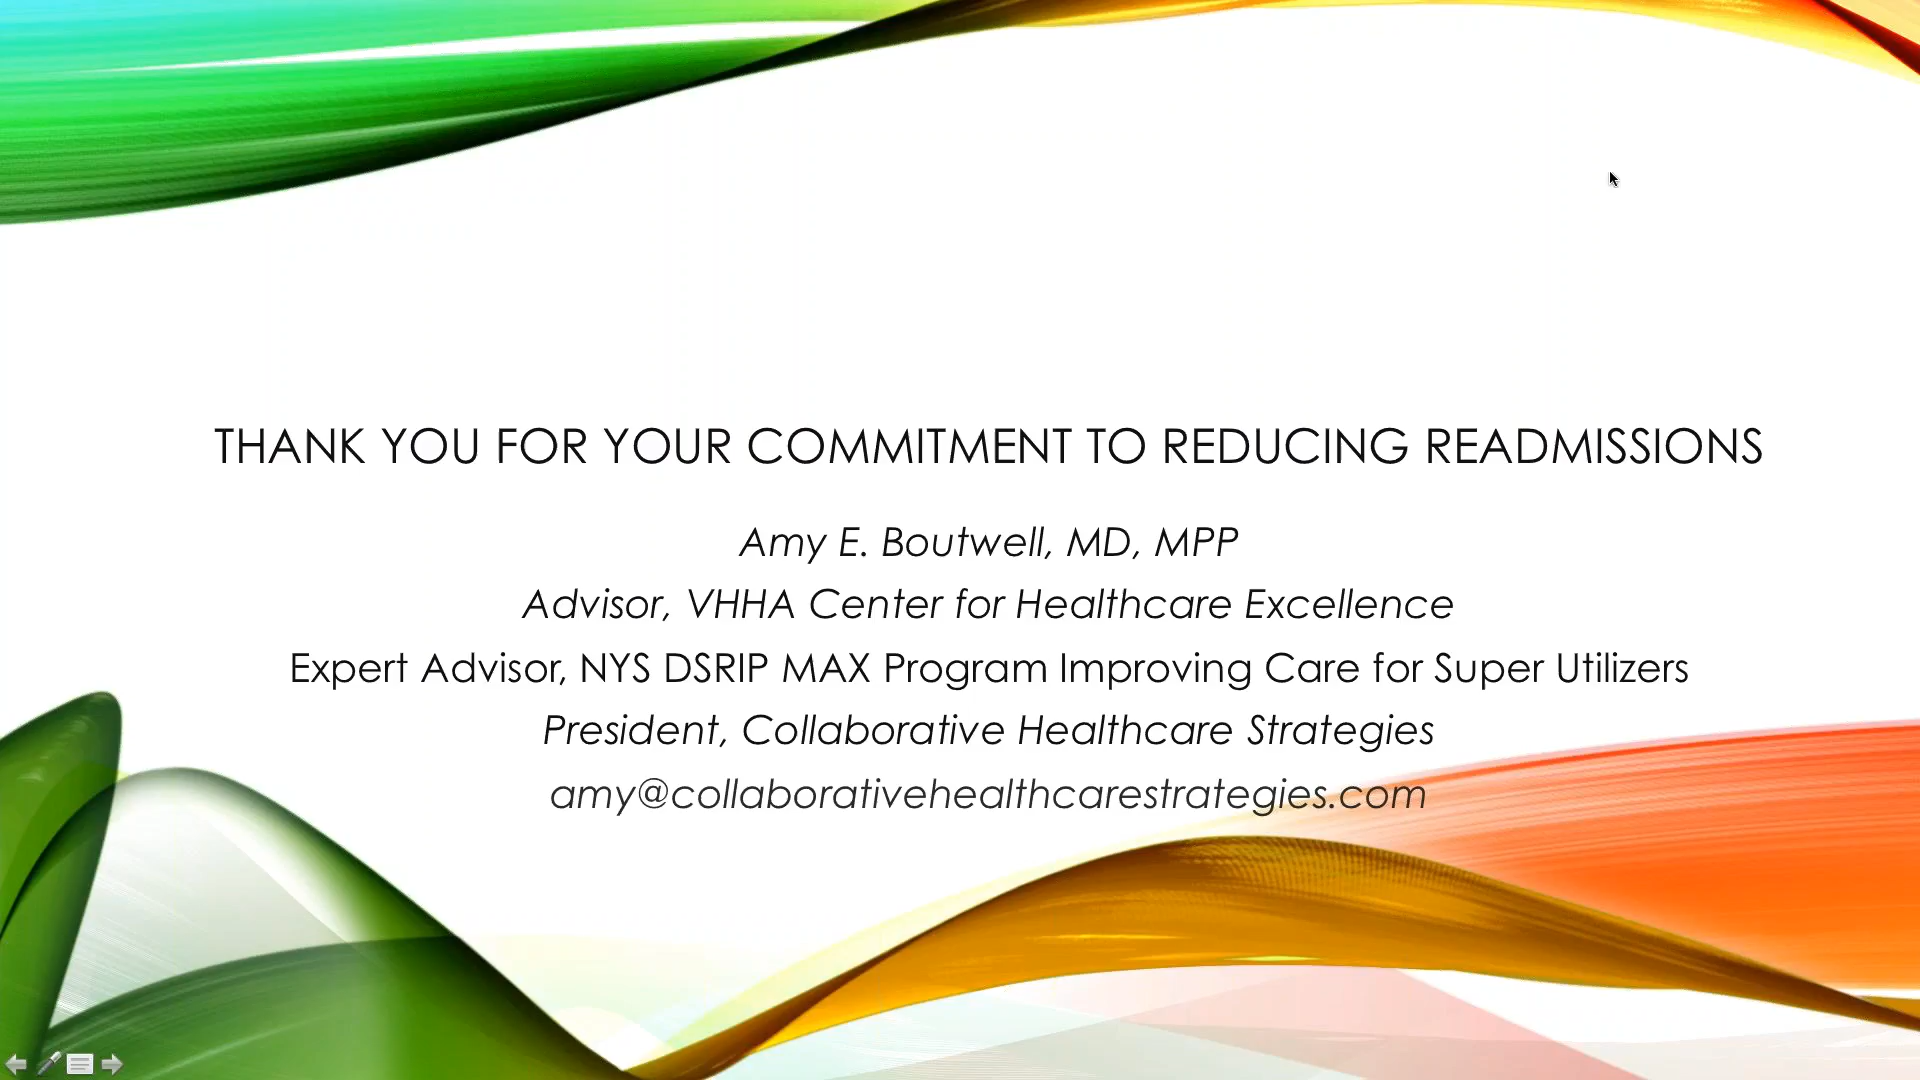 THANK YOU FOR YOUR COMMITMENT TO REDUCING READMISSIONS
Amy E. Boutwell, MD, MPP
Advisor, VHHA Center for Healthcare Excellence
Expert Advisor, NYS DSRIP MAX Program Improving Care for Super Utilizers
President, Collaborative Healthcare Strategies
amy@collaborativehealthcarestrategies.com